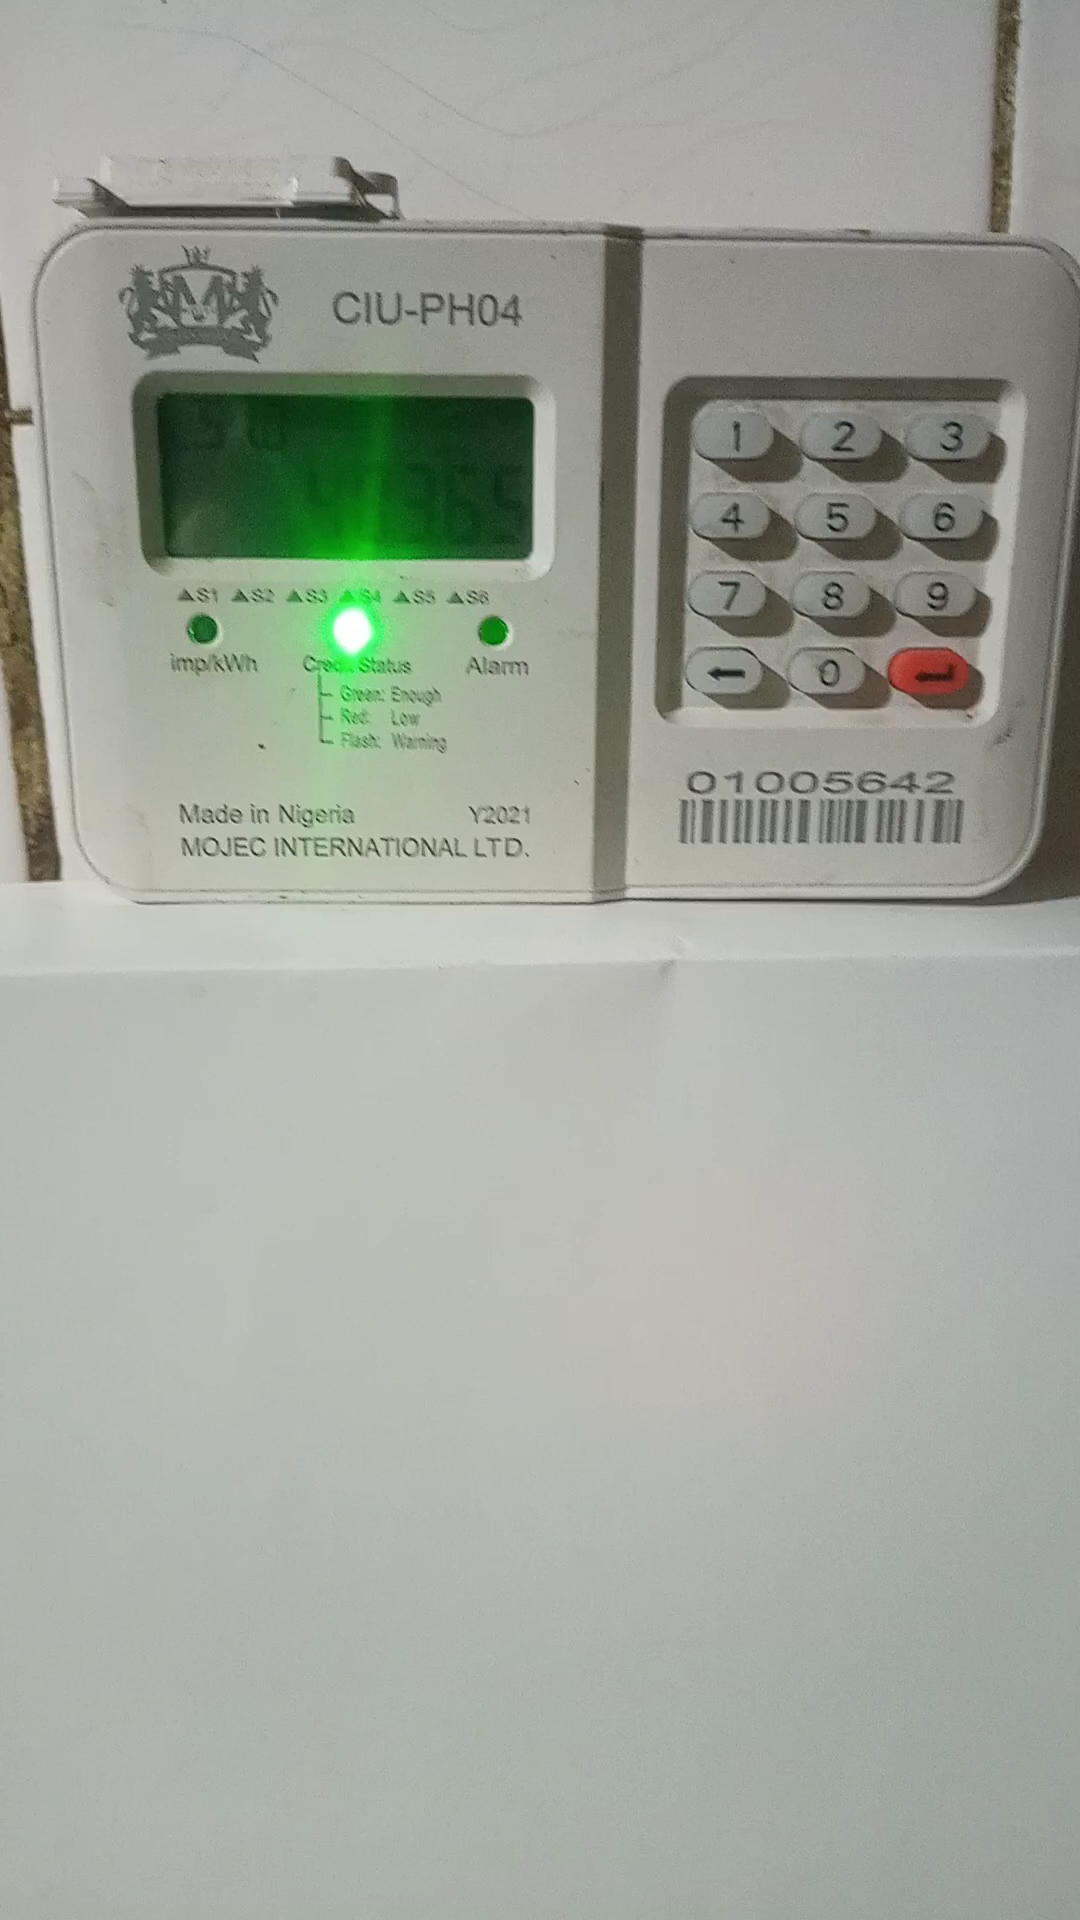 CIU-PH04
▲S1 ▲S2 ▲S3 ▲S4 ▲S5 ▲S6
imp/kWh Credit Status Alarm
Green: Enough
Red: Low
Flash: Warning
Made in Nigeria Y2021
MOJEC INTERNATIONAL LTD.
1 2 3
4 5 6
7 8 9
0
01005642